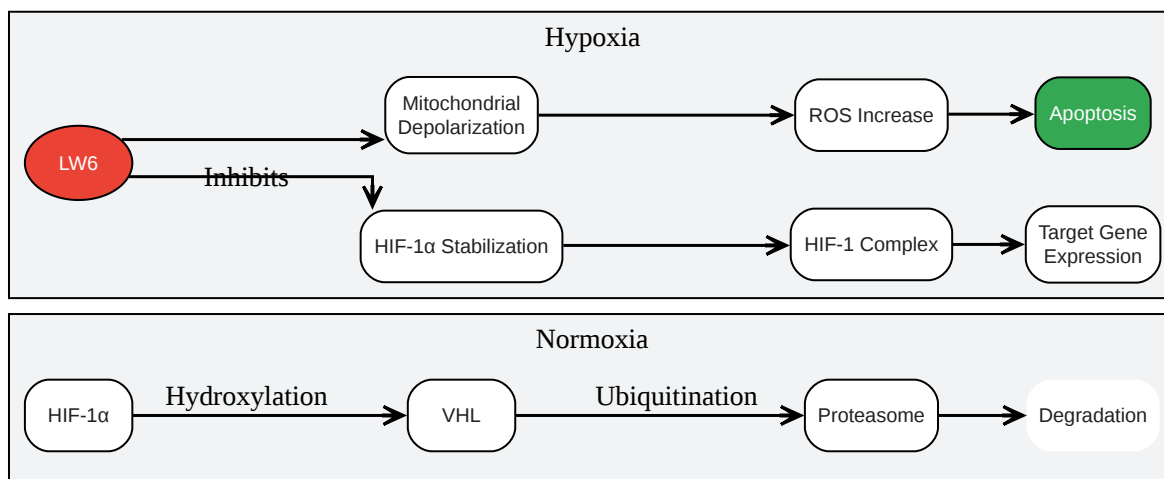 Hypoxia
Mitochondrial
Depolarization
ROS Increase
Apoptosis
LW6
Inhibits
HIF-1α Stabilization
HIF-1 Complex
Target Gene
Expression
Normoxia
HIF-1α
Hydroxylation
VHL
Ubiquitination
Proteasome
Degradation